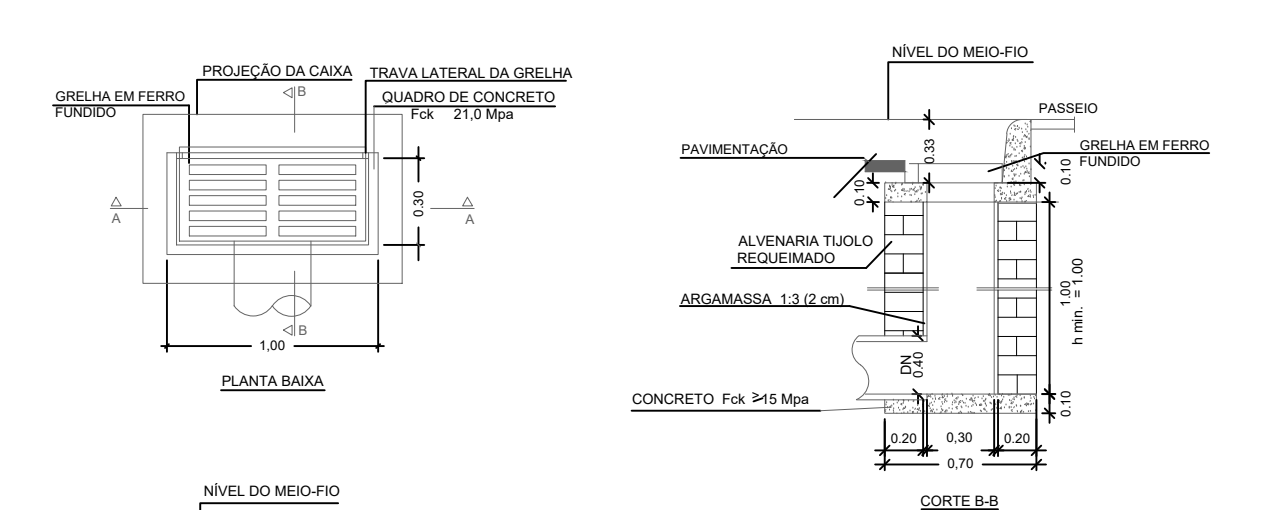 PROJEÇÃO DA CAIXA
TRAVA LATERAL DA GRELHA
GRELHA EM FERRO
FUNDIDO
B
QUADRO DE CONCRETO
Fck 21,0 Mpa
0.30
A
A
B
1,00
PLANTA BAIXA
NÍVEL DO MEIO-FIO
NÍVEL DO MEIO-FIO
PASSEIO
PAVIMENTAÇÃO
0.33
GRELHA EM FERRO
FUNDIDO
0.10
0.10
ALVENARIA TIJOLO
REQUEIMADO
ARGAMASSA 1:3 (2 cm)
1.00
h min. = 1.00
DN
0.40
CONCRETO Fck ≥15 Mpa
0.10
0.20
0,30
0.20
0,70
CORTE B-B